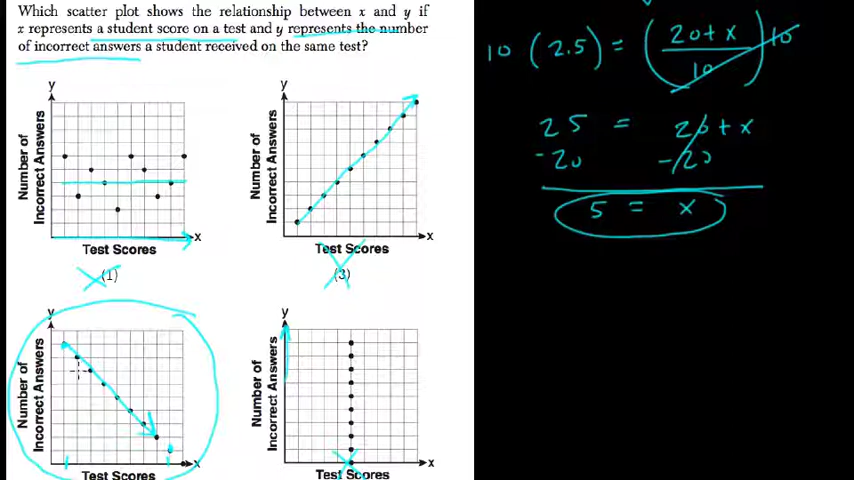 Which scatter plot shows the relationship between x and y if
x represents a student score on a test and y represents the number
of incorrect answers a student received on the same test?
y
Number of
Incorrect Answers
x
Test Scores
(1)
y
Number of
Incorrect Answers
x
Test Scores
(3)
y
Number of
Incorrect Answers
x
Test Scores
y
Number of
Incorrect Answers
x
Test Scores
10 (2.5) = (20+x / 10) 10
25 = 20+x
-20 -20
5 = x